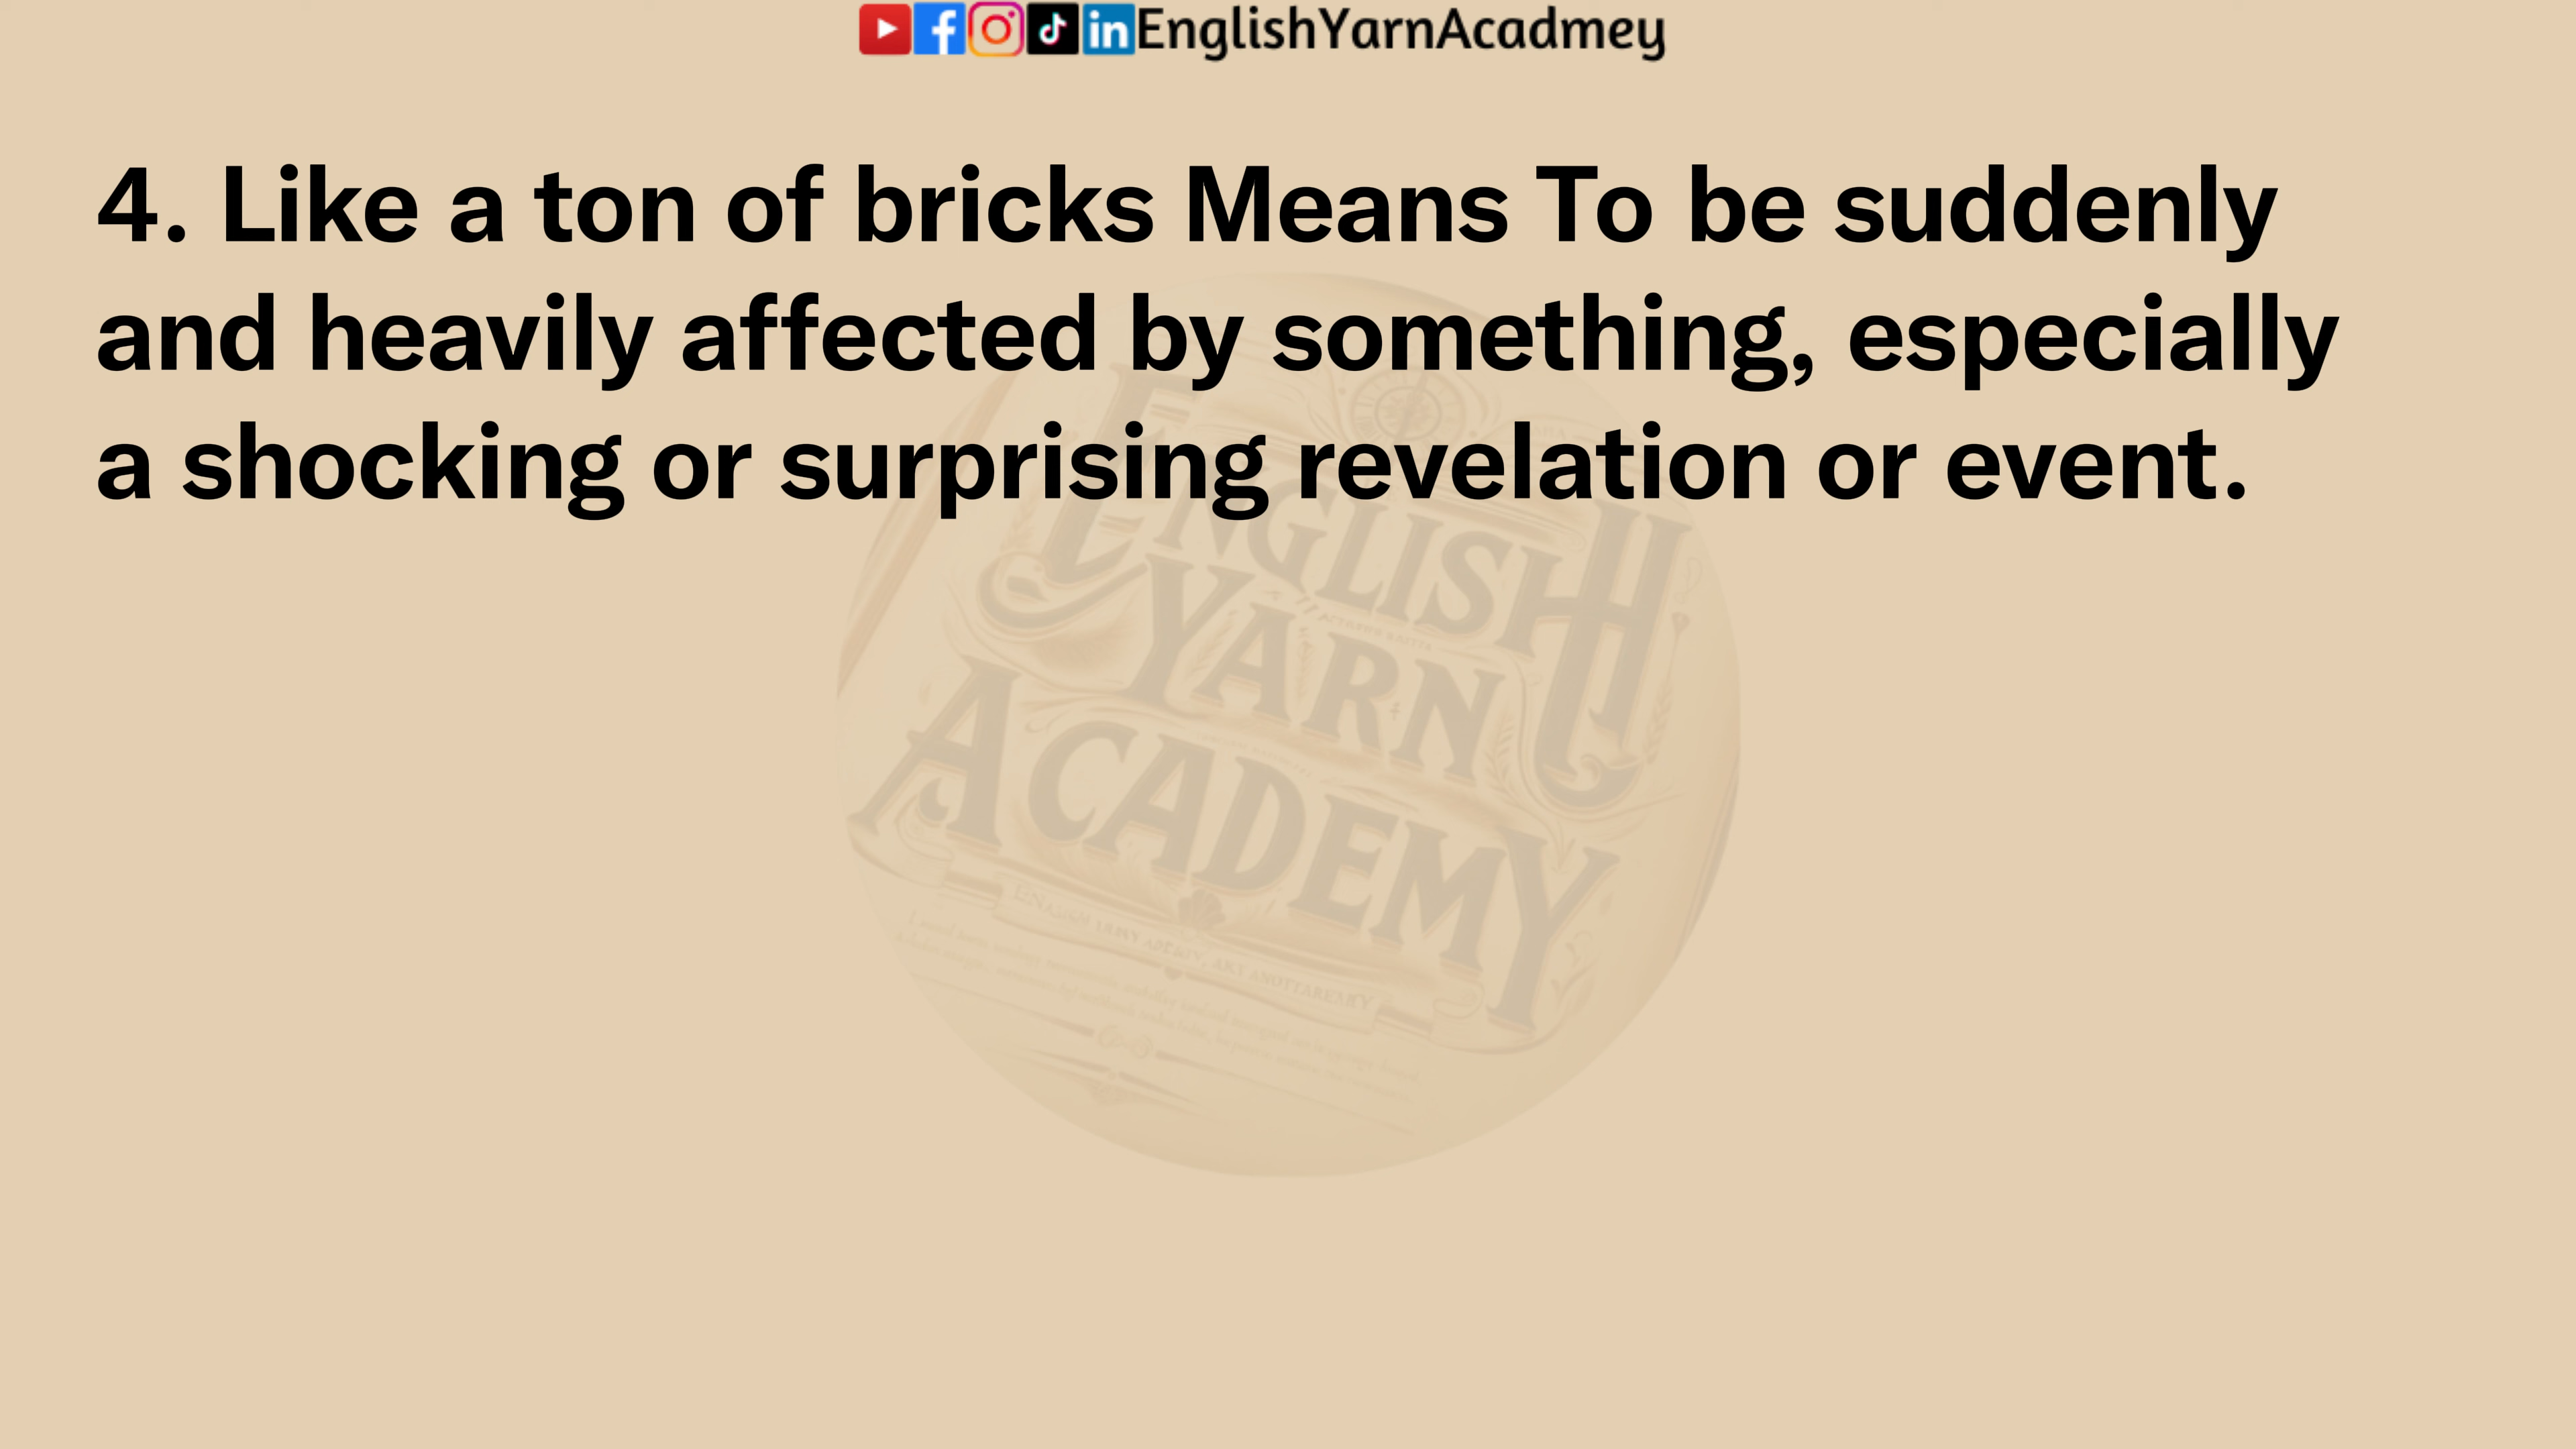 EnglishYarnAcadmey
4. Like a ton of bricks Means To be suddenly
and heavily affected by something, especially
a shocking or surprising revelation or event.
ENGLISH
YARN
ACADEMY